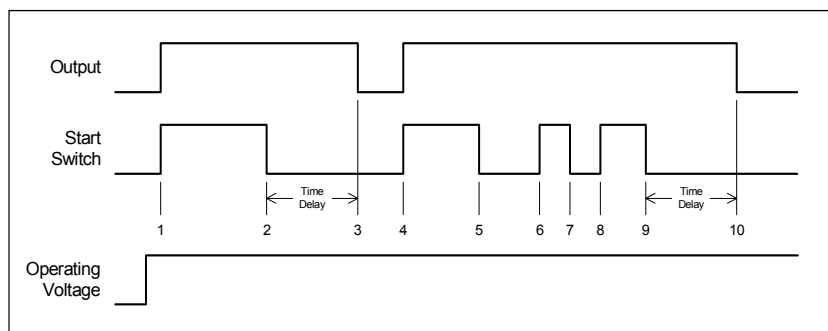 Output
Start
Switch
Time
Delay
Time
Delay
1 2 3 4 5 6 7 8 9 10
Operating
Voltage